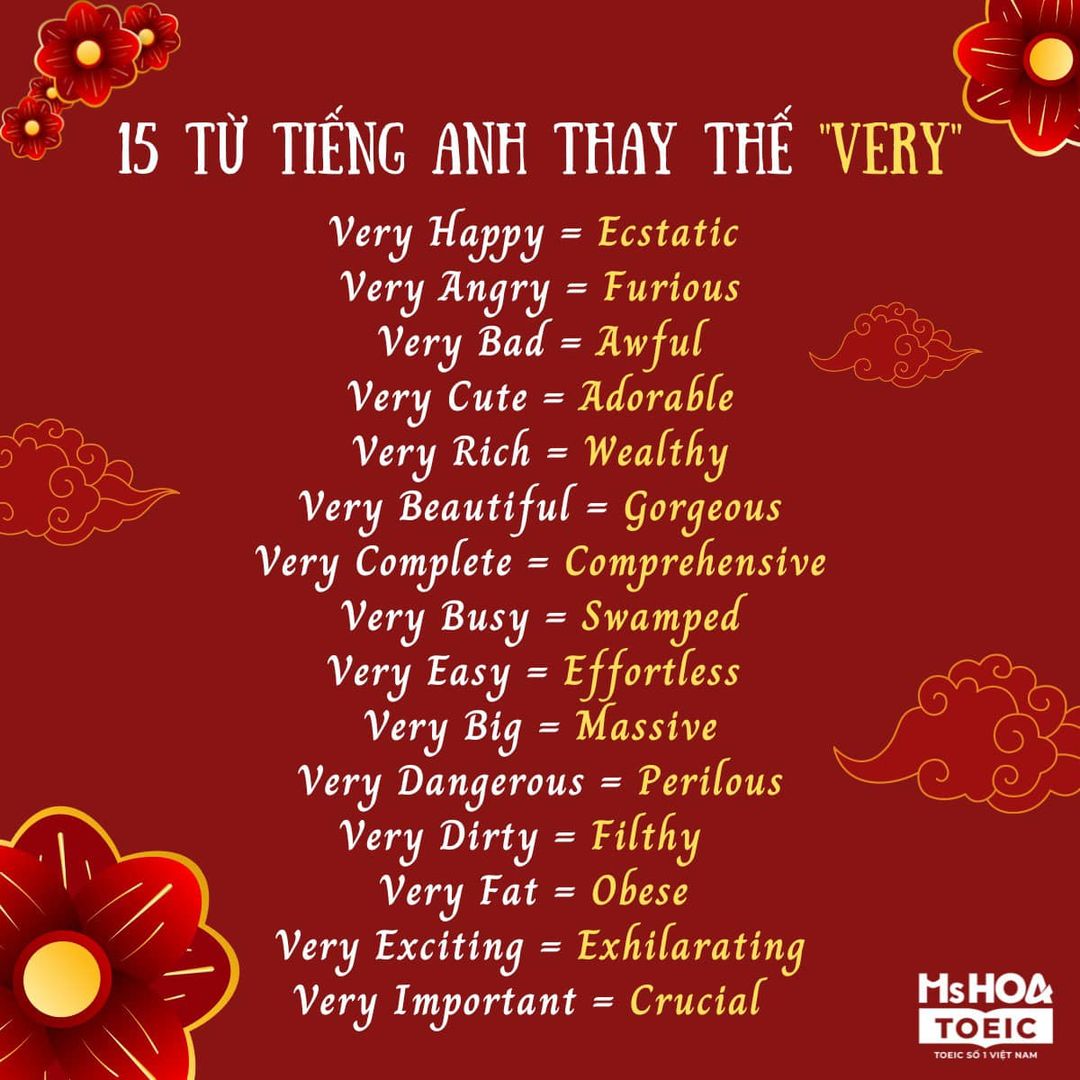 15 TỪ TIẾNG ANH THAY THẾ "VERY"
Very Happy = Ecstatic
Very Angry = Furious
Very Bad = Awful
Very Cute = Adorable
Very Rich = Wealthy
Very Beautiful = Gorgeous
Very Complete = Comprehensive
Very Busy = Swamped
Very Easy = Effortless
Very Big = Massive
Very Dangerous = Perilous
Very Dirty = Filthy
Very Fat = Obese
Very Exciting = Exhilarating
Very Important = Crucial
MsHOA
TOEIC
TOEIC SỐ 1 VIỆT NAM